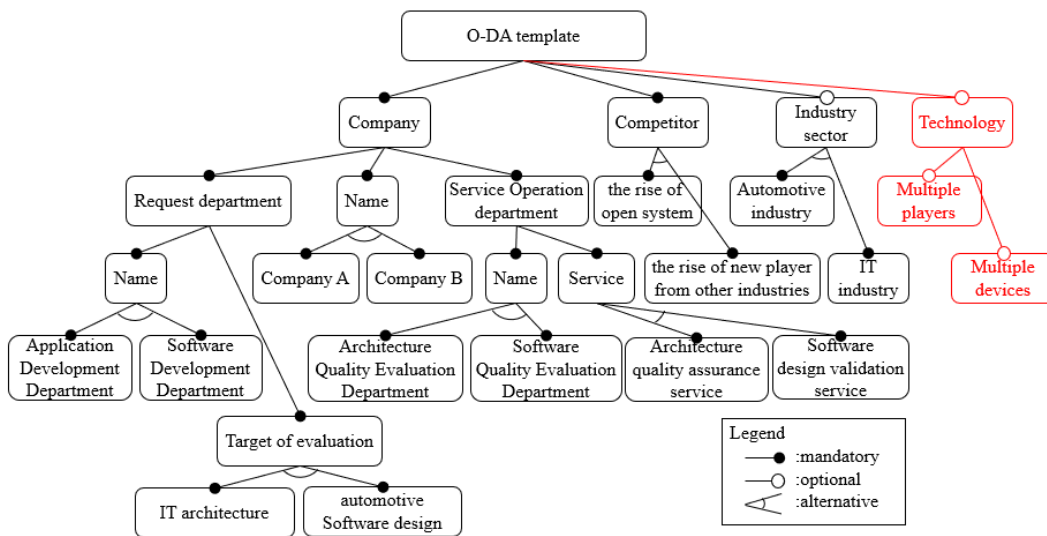 O-DA template
Company
Competitor
Industry
sector
Technology
Request department
Name
Service Operation
department
the rise of
open system
Automotive
industry
Multiple
players
Name
Company A
Company B
Name
Service
the rise of new player
from other industries
IT
industry
Multiple
devices
Application
Development
Department
Software
Development
Department
Architecture
Quality Evaluation
Department
Software
Quality Evaluation
Department
Architecture
quality assurance
service
Software
design validation
service
Target of evaluation
IT architecture
automotive
Software design
Legend
:mandatory
:optional
:alternative